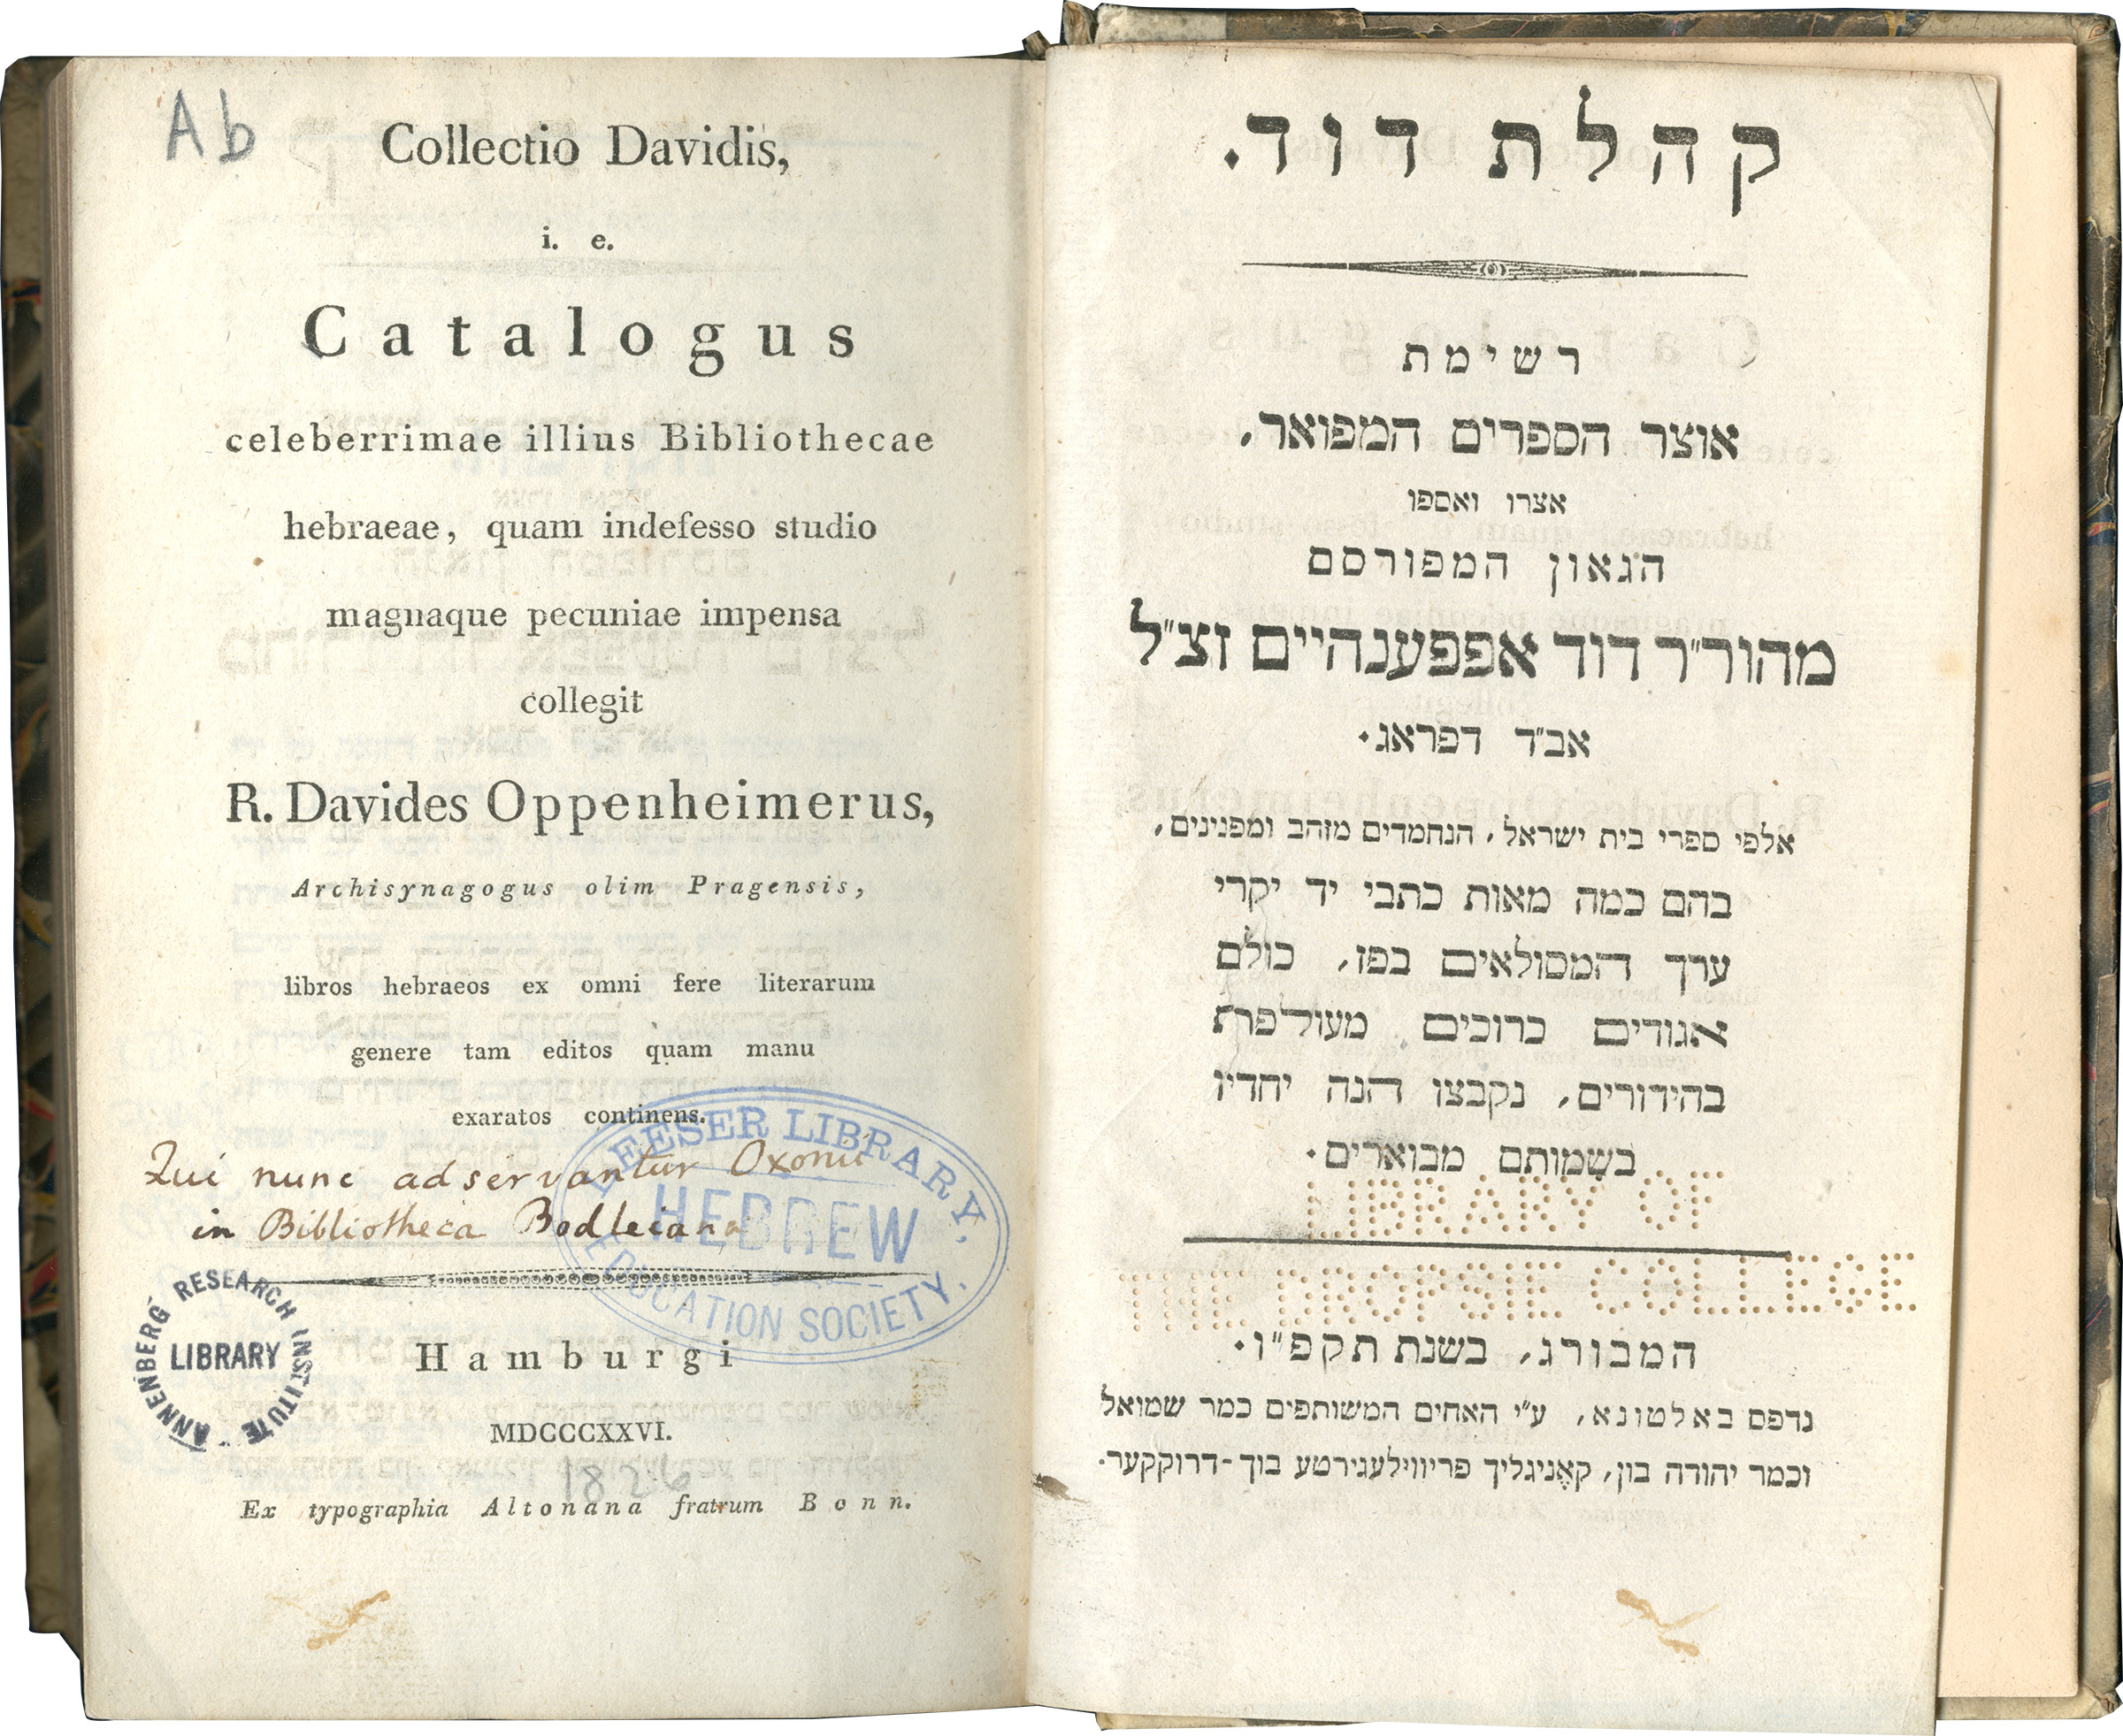 Ab
Collectio Davidis,
i. e.
Catalogus
celeberrimae illius Bibliothecae
hebraeae, quam indefesso studio
magnaque pecuniae impensa
collegit
R. Davides Oppenheimerus,
Archisynagogus olim Pragensis,
libros hebraeos ex omni fere literarum
genere tam editos quam manu
exaratos continens.
Qui nunc adservantur Oxonii
in Bibliotheca Bodleiana
LEESER LIBRARY.
HEBREW
EDUCATION SOCIETY.
ANNENBERG RESEARCH INSTITUTE
LIBRARY
Hamburgi
MDCCCXXVI.
1826
Ex typographia Altonana fratrum Bonn.
קהלת דוד.
רשימת
אוצר הספרים המפואר,
אצרו ואספו
הגאון המפורסם
מהור״ר דוד אפפענהיים זצ״ל
אב״ד דפראג.
אלפי ספרי בית ישראל, הנחמדים מזהב ומפנינים,
בהם כמה מאות כתבי יד יקרי
ערך המסולאים בפז, כולם
אגודים כרוכים מעולפת
בהידורים, נקבצו הנה יחדיו
בשמותם מבוארים.
LIBRARY OF
THE DROPSIE COLLEGE
המבורג, בשנת תקפ״ו.
נדפס באלטונא, ע״י האחים המשותפים כמר שמואל
וכמר יהודה בון, קאֶניגליך פריווילעגירטע בוך-דרוקקער.